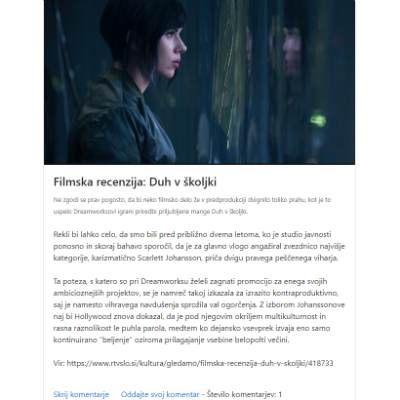 Filmska recenzija: Duh v školjki
Ne zgodi se prav pogosto, da bi neko filmsko delo že v predprodukciji dvignilo toliko prahu, kot je to
uspelo Dreamworksovi igrani priredbi priljubljene mange Duh v školjki.
Rekli bi lahko celo, da smo bili pred približno dvema letoma, ko je studio javnosti
ponosno in skoraj bahavo sporočil, da je za glavno vlogo angažiral zvezdnico najvišje
kategorije, karizmatično Scarlett Johansson, priča dvigu pravega peščenega viharja.
Ta poteza, s katero so pri Dreamworksu želeli zagnati promocijo za enega svojih
ambicioznejših projektov, se je namreč takoj izkazala za izrazito kontraproduktivno,
saj je namesto vihravega navdušenja sprožila val ogorčenja. Z izborom Johanssonove
naj bi Hollywood znova dokazal, da je pod njegovim okriljem multikulturnost in
rasna raznolikost le puhla parola, medtem ko dejansko vsevprek izvaja eno samo
kontinuirano "beljenje" oziroma prilagajanje vsebine belopolti večini.
Vir: https://www.rtvslo.si/kultura/gledamo/filmska-recenzija-duh-v-skoljki/418733
Skrij komentarje Oddajte svoj komentar - Število komentarjev: 1